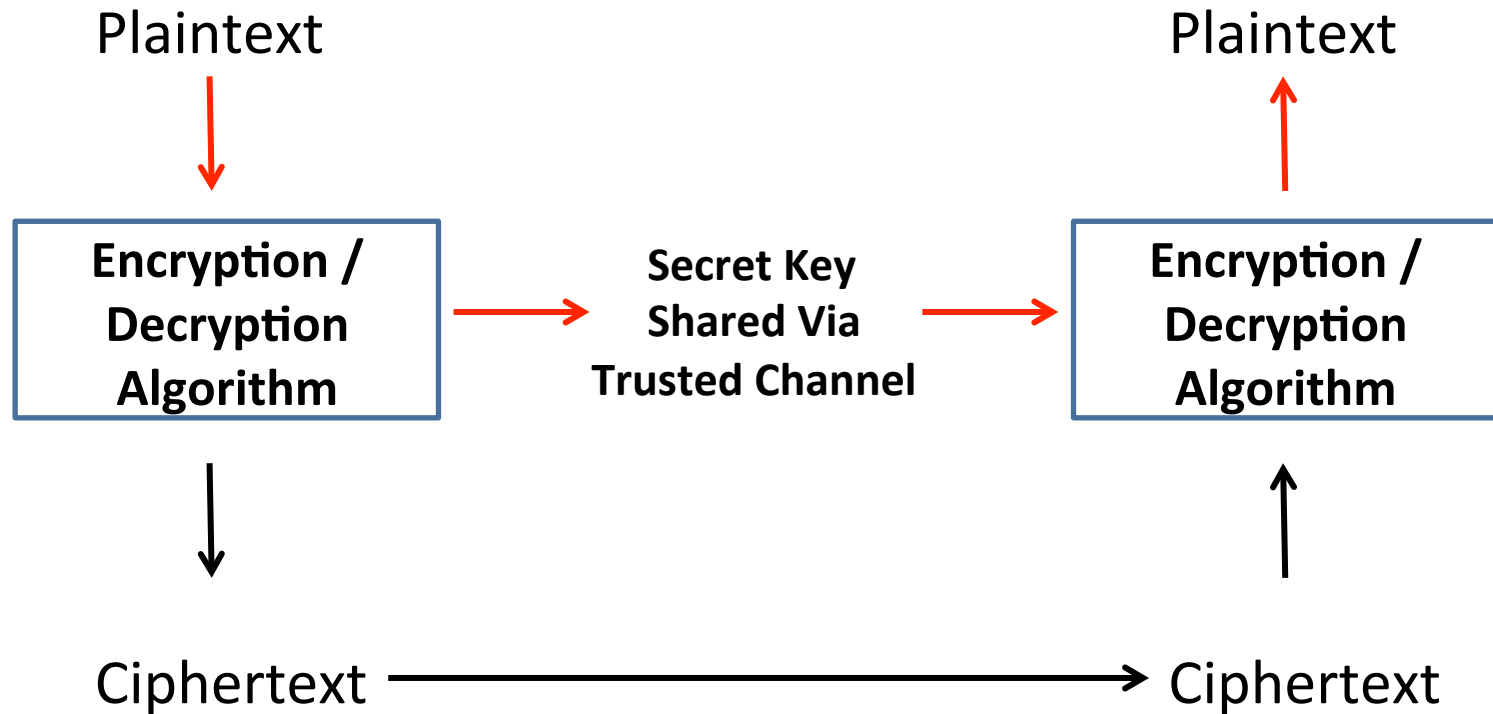 Plaintext
Plaintext
Encryption /
Decryption
Algorithm
Secret Key
Shared Via
Trusted Channel
Encryption /
Decryption
Algorithm
Ciphertext
Ciphertext